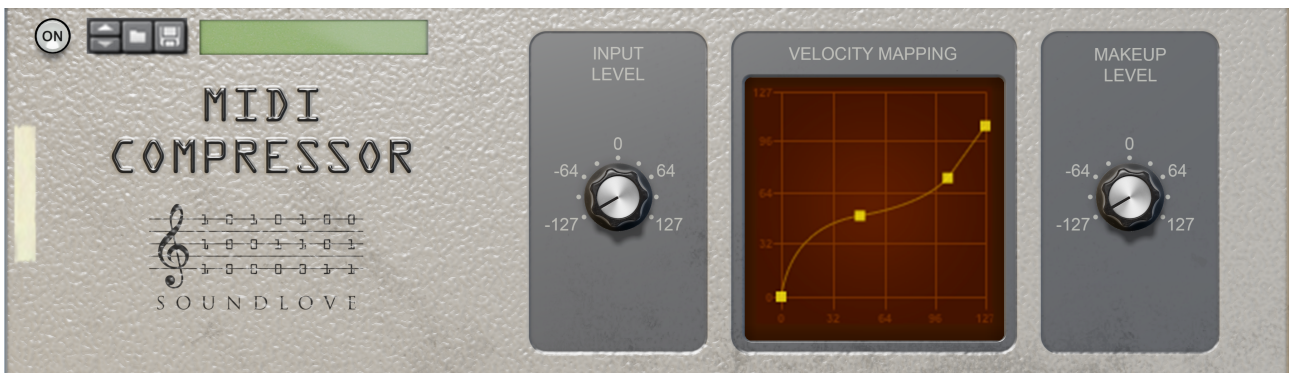 ON
MIDI
COMPRESSOR
SOUNDLOVE
INPUT
LEVEL
0
-64 64
-127 127
VELOCITY MAPPING
127
96
64
32
0
0 32 64 96 127
MAKEUP
LEVEL
0
-64 64
-127 127